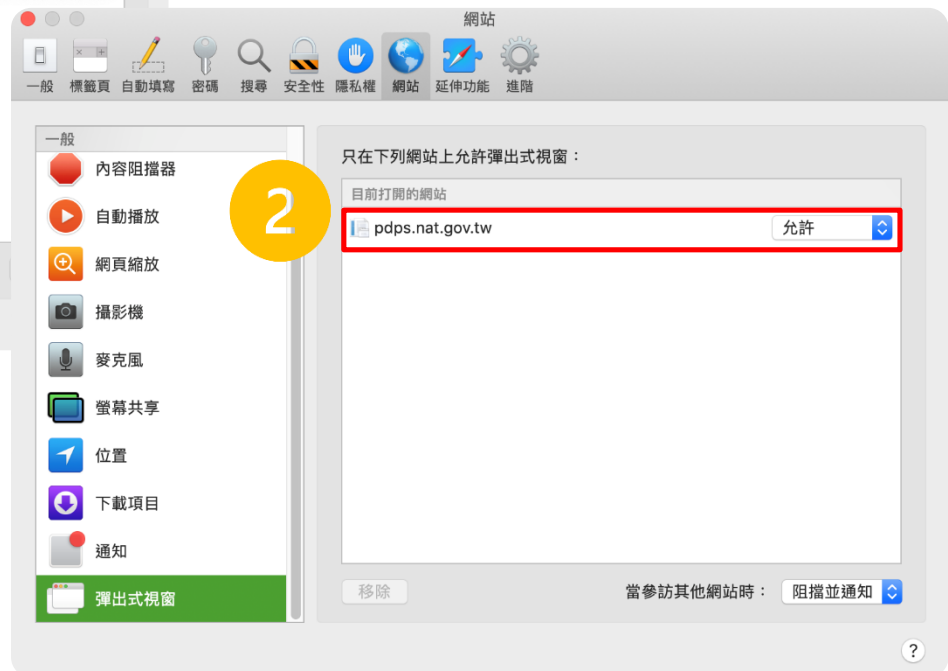 網站
一般 標籤頁 自動填寫 密碼 搜尋 安全性 隱私權 網站 延伸功能 進階
一般
內容阻擋器
自動播放
網頁縮放
攝影機
麥克風
螢幕共享
位置
下載項目
通知
彈出式視窗
2
只在下列網站上允許彈出式視窗：
目前打開的網站
pdps.nat.gov.tw 允許
移除 當參訪其他網站時： 阻擋並通知
?